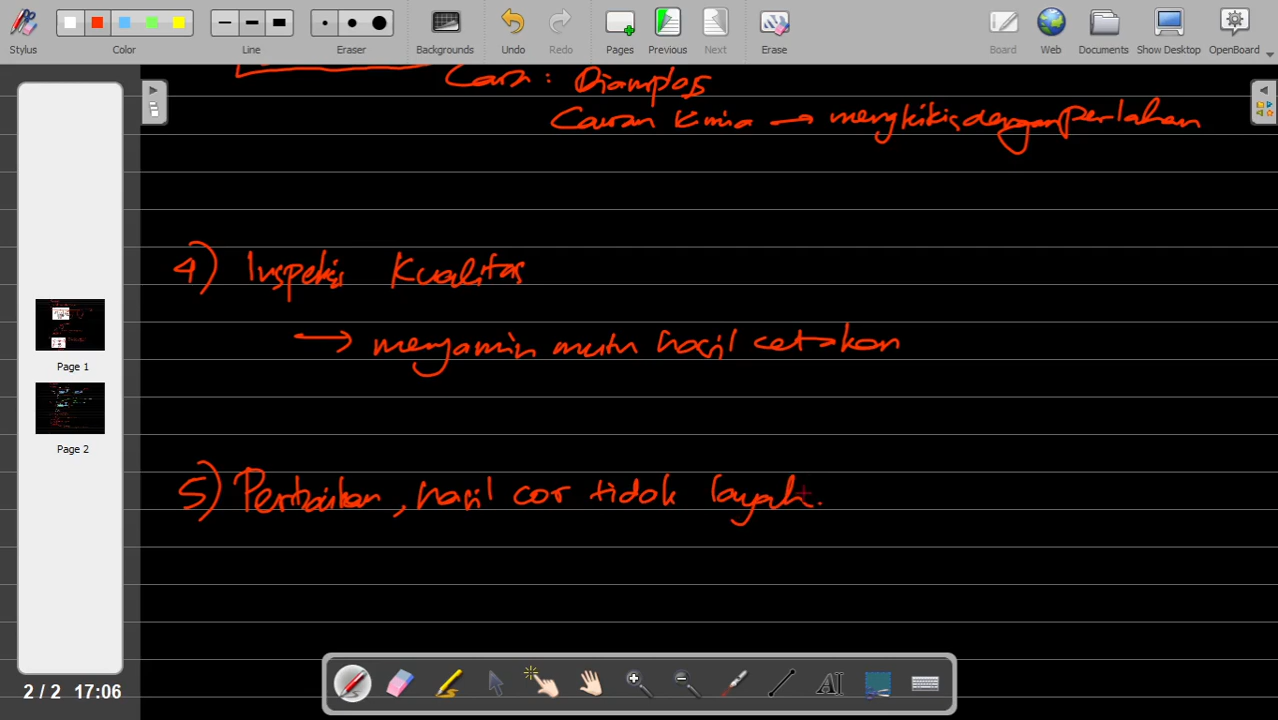 Stylus
Color
Line
Eraser
Backgrounds
Undo
Redo
Pages
Previous
Next
Erase
Board
Web
Documents
Show Desktop
OpenBoard
Cara : Diamplas
Cairan Kimia → mengkikis dengan perlahan
4) Inspeksi Kualitas
→ menjamin mutu hasil cetakan
5) Perbaikan, hasil cor tidak layak.
Page 1
Page 2
2 / 2 17:06